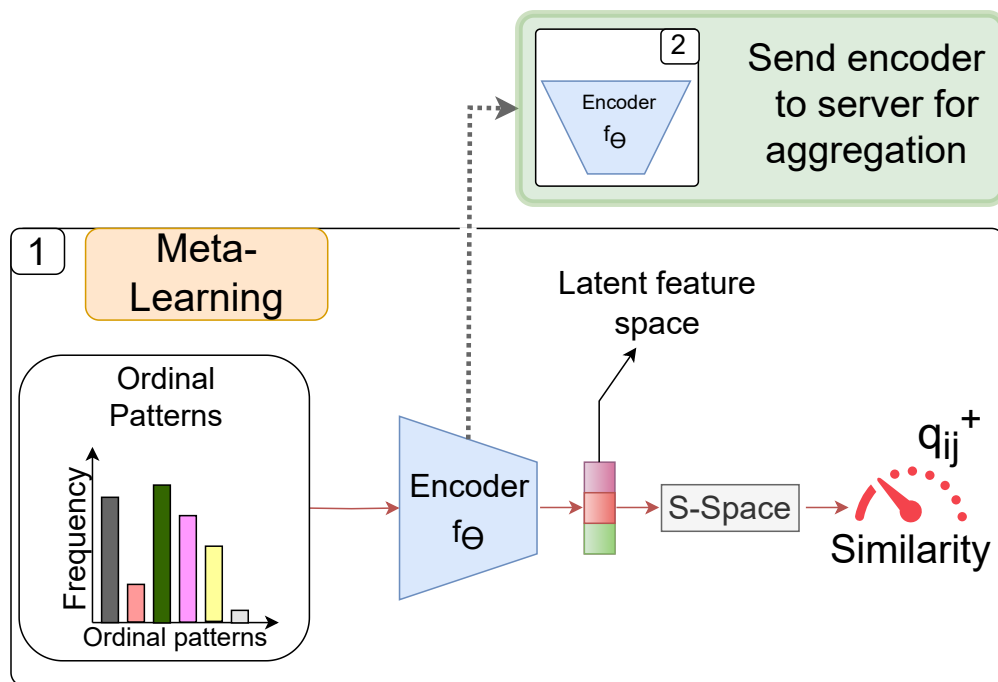 2
Encoder
fΘ
Send encoder
to server for
aggregation
1
Meta-
Learning
Latent feature
space
Ordinal
Patterns
Frequency
Ordinal patterns
Encoder
fΘ
S-Space
qij+
Similarity